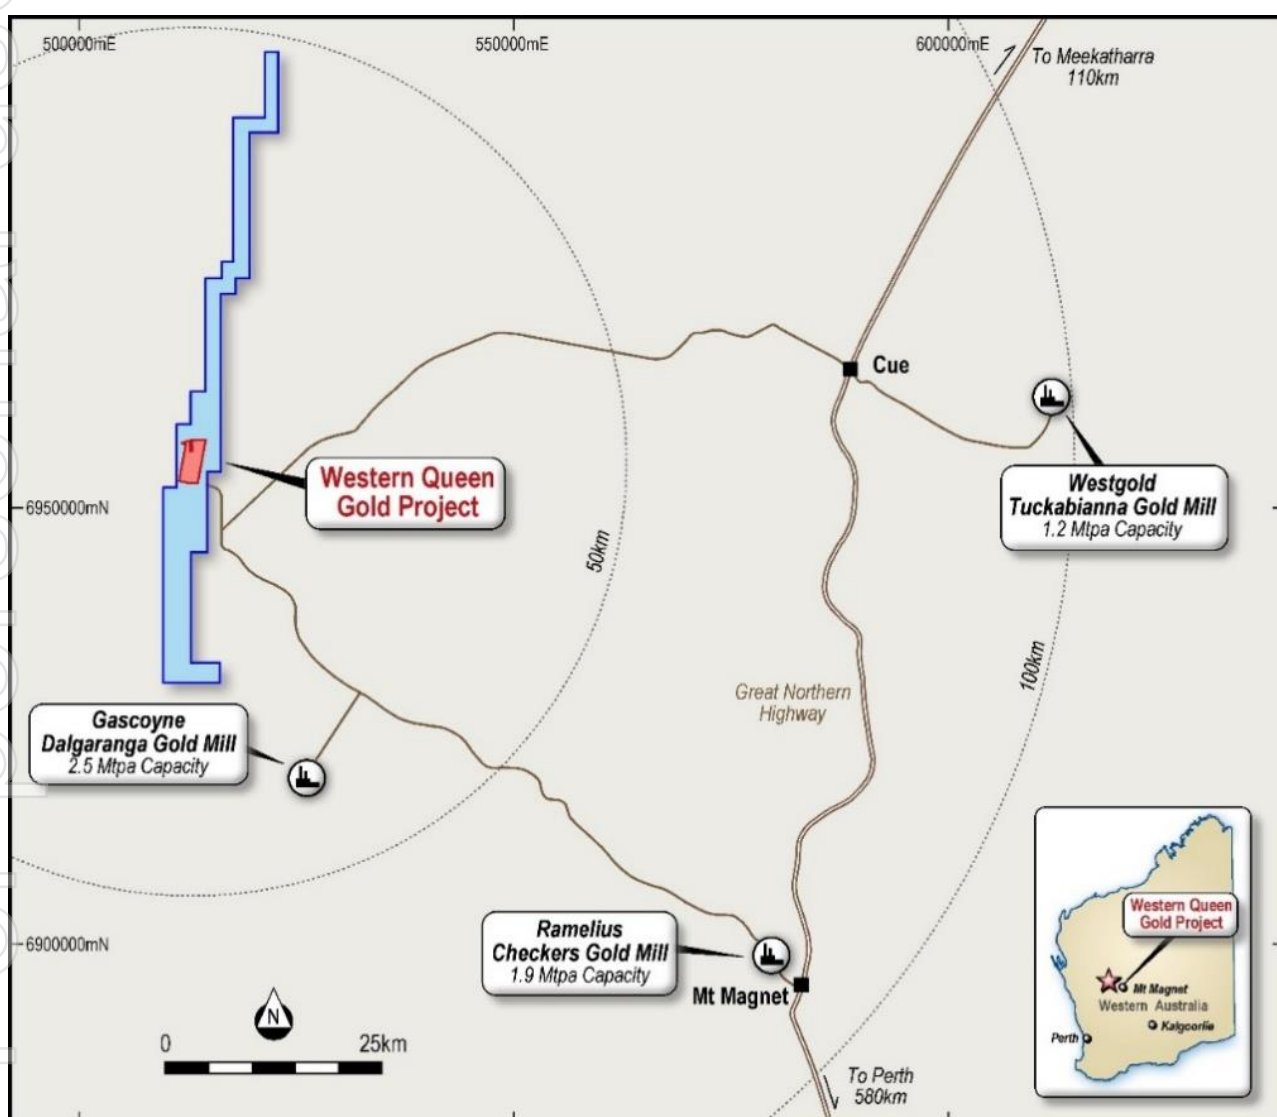 500000mE
550000mE
600000mE
To Meekatharra
110km
Cue
Western Queen
Gold Project
6950000mN
Westgold
Tuckabianna Gold Mill
1.2 Mtpa Capacity
50km
100km
Great Northern
Highway
Gascoyne
Dalgaranga Gold Mill
2.5 Mtpa Capacity
Ramelius
Checkers Gold Mill
1.9 Mtpa Capacity
6900000mN
Mt Magnet
N
0
25km
To Perth
580km
Western Queen
Gold Project
Mt Magnet
Western Australia
Kalgoorlie
Perth